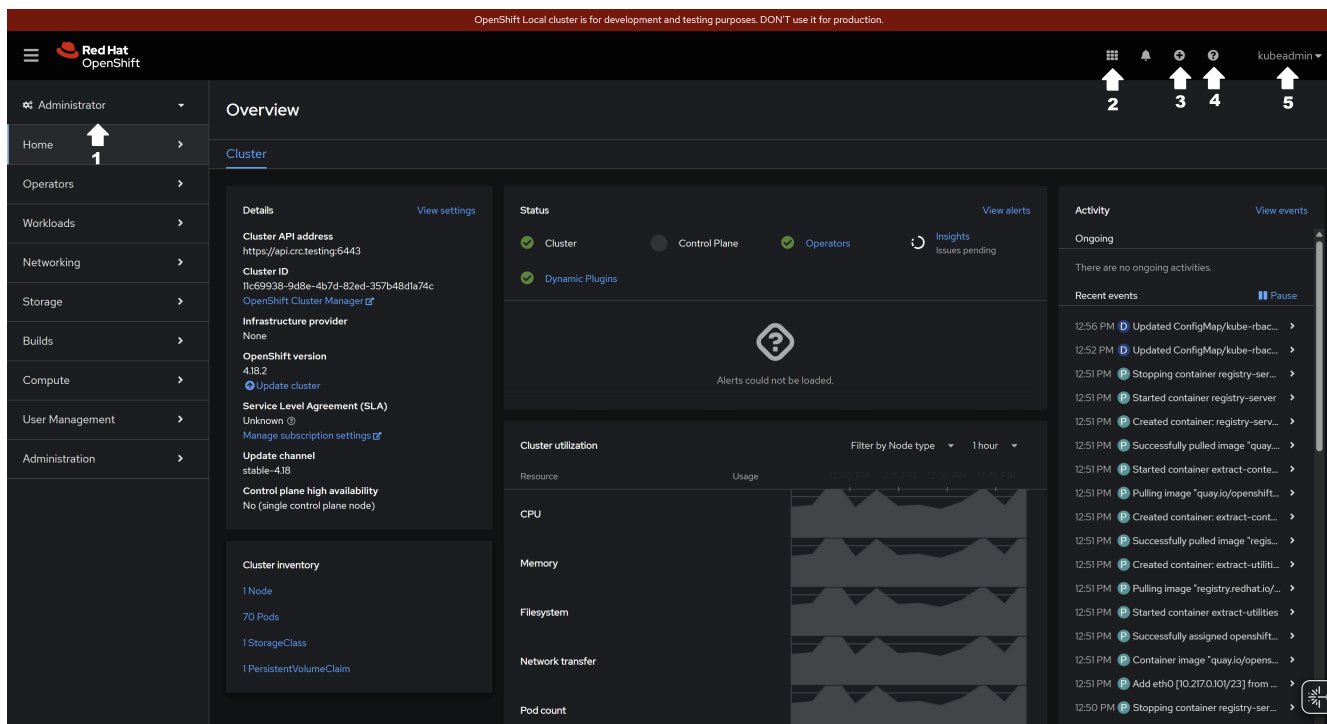 OpenShift Local cluster is for development and testing purposes. DON'T use it for production.
Red Hat
OpenShift
kubeadmin
2
3
4
5
Administrator
1
Home
Operators
Workloads
Networking
Storage
Builds
Compute
User Management
Administration
Overview
Cluster
Details
View settings
Cluster API address
https://api.crc.testing:6443
Cluster ID
11c69938-9d8e-4b7d-82ed-357b48d1a74c
OpenShift Cluster Manager
Infrastructure provider
None
OpenShift version
4.18.2
Update cluster
Service Level Agreement (SLA)
Unknown
Manage subscription settings
Update channel
stable-4.18
Control plane high availability
No (single control plane node)
Cluster inventory
1 Node
70 Pods
1 StorageClass
1 PersistentVolumeClaim
Status
View alerts
Cluster
Control Plane
Operators
Insights
Issues pending
Dynamic Plugins
Alerts could not be loaded.
Cluster utilization
Filter by Node type
1 hour
Resource
Usage
12:00 PM 12:15 PM 12:30 PM 12:45 PM
CPU
Memory
Filesystem
Network transfer
Pod count
Activity
View events
Ongoing
There are no ongoing activities.
Recent events
Pause
12:56 PM D Updated ConfigMap/kube-rbac...
12:52 PM D Updated ConfigMap/kube-rbac...
12:51 PM P Stopping container registry-ser...
12:51 PM P Started container registry-server
12:51 PM P Created container: registry-serv...
12:51 PM P Successfully pulled image "quay....
12:51 PM P Started container extract-conte...
12:51 PM P Pulling image "quay.io/openshift...
12:51 PM P Created container: extract-cont...
12:51 PM P Successfully pulled image "regis...
12:51 PM P Created container: extract-utiliti...
12:51 PM P Pulling image "registry.redhat.io/...
12:51 PM P Started container extract-utilities
12:51 PM P Successfully assigned openshift...
12:51 PM P Container image "quay.io/opens...
12:51 PM P Add eth0 [10.217.0.101/23] from ...
12:50 PM P Stopping container registry-ser...